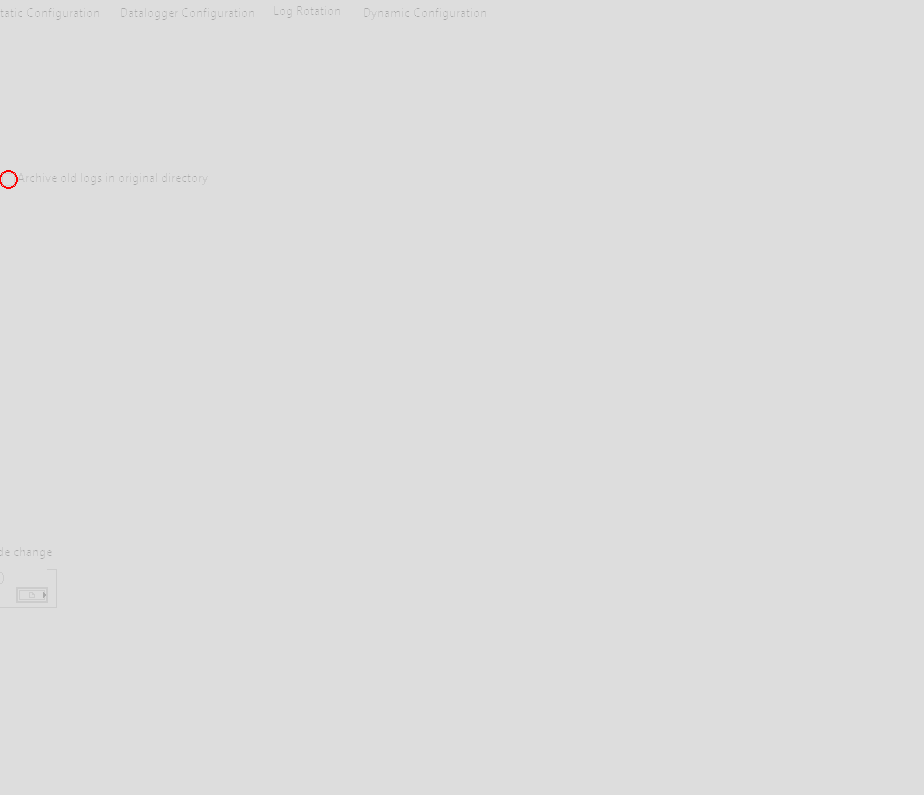 tatic Configuration Datalogger Configuration Log Rotation Dynamic Configuration
Archive old logs in original directory
de change